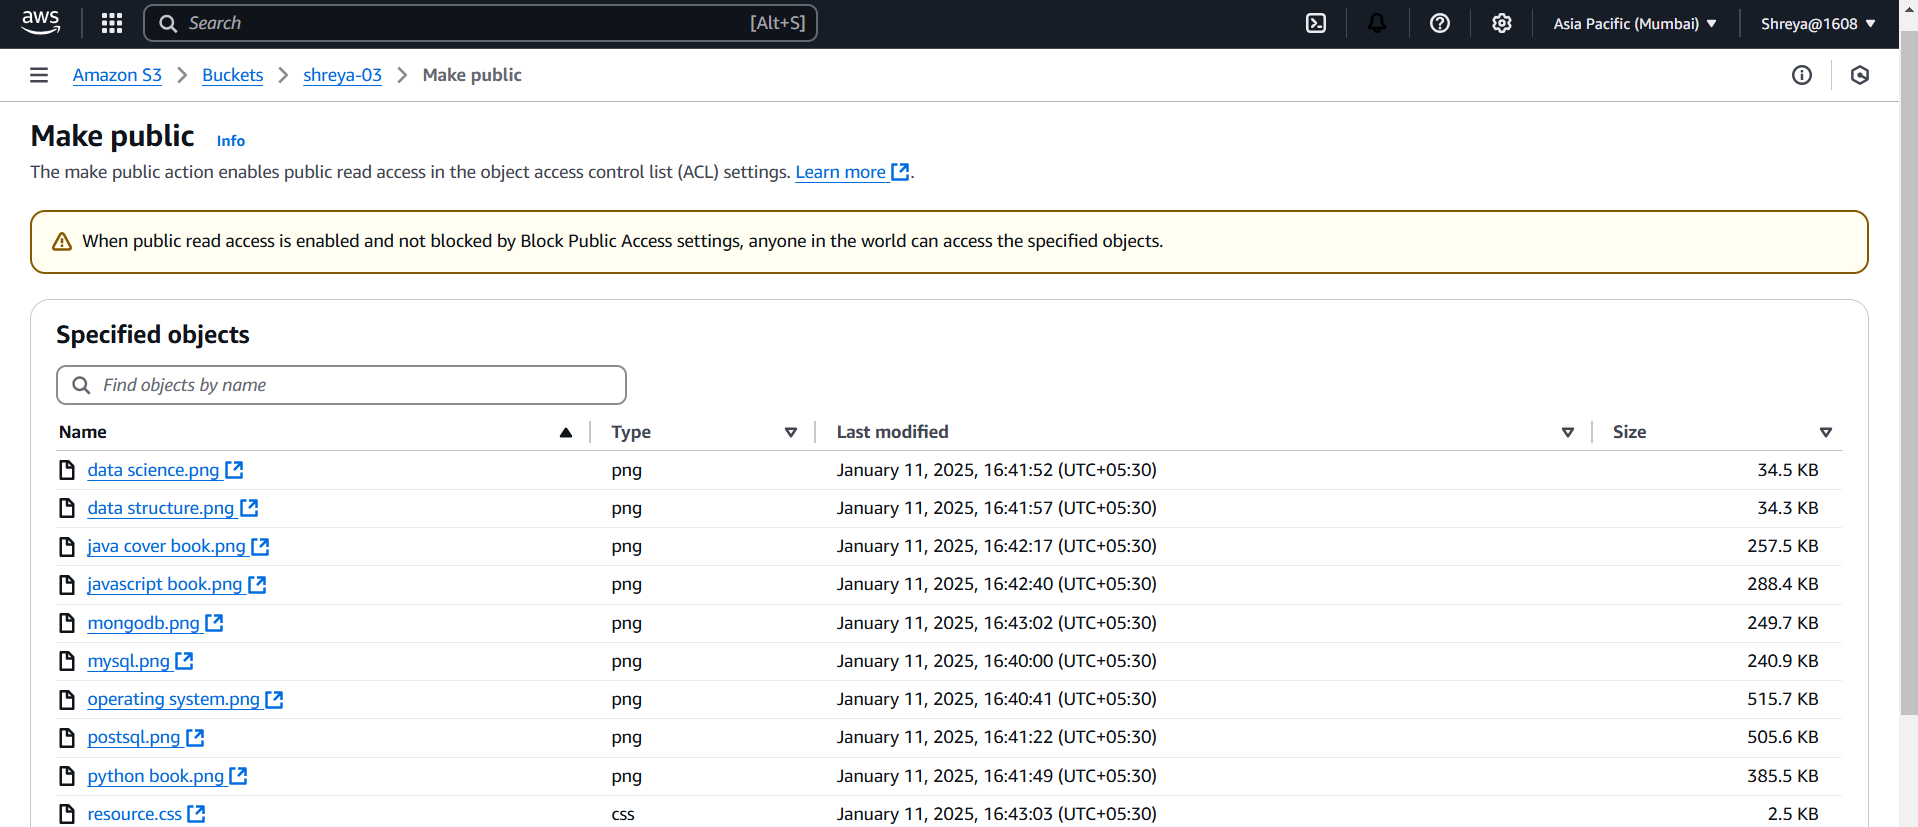 aws Search [Alt+S] Asia Pacific (Mumbai) Shreya@1608
Amazon S3 Buckets shreya-03 Make public
Make public Info
The make public action enables public read access in the object access control list (ACL) settings. Learn more.
When public read access is enabled and not blocked by Block Public Access settings, anyone in the world can access the specified objects.
Specified objects
Find objects by name
Name Type Last modified Size
data science.png png January 11, 2025, 16:41:52 (UTC+05:30) 34.5 KB
data structure.png png January 11, 2025, 16:41:57 (UTC+05:30) 34.3 KB
java cover book.png png January 11, 2025, 16:42:17 (UTC+05:30) 257.5 KB
javascript book.png png January 11, 2025, 16:42:40 (UTC+05:30) 288.4 KB
mongodb.png png January 11, 2025, 16:43:02 (UTC+05:30) 249.7 KB
mysql.png png January 11, 2025, 16:40:00 (UTC+05:30) 240.9 KB
operating system.png png January 11, 2025, 16:40:41 (UTC+05:30) 515.7 KB
postsql.png png January 11, 2025, 16:41:22 (UTC+05:30) 505.6 KB
python book.png png January 11, 2025, 16:41:49 (UTC+05:30) 385.5 KB
resource.css css January 11, 2025, 16:43:03 (UTC+05:30) 2.5 KB